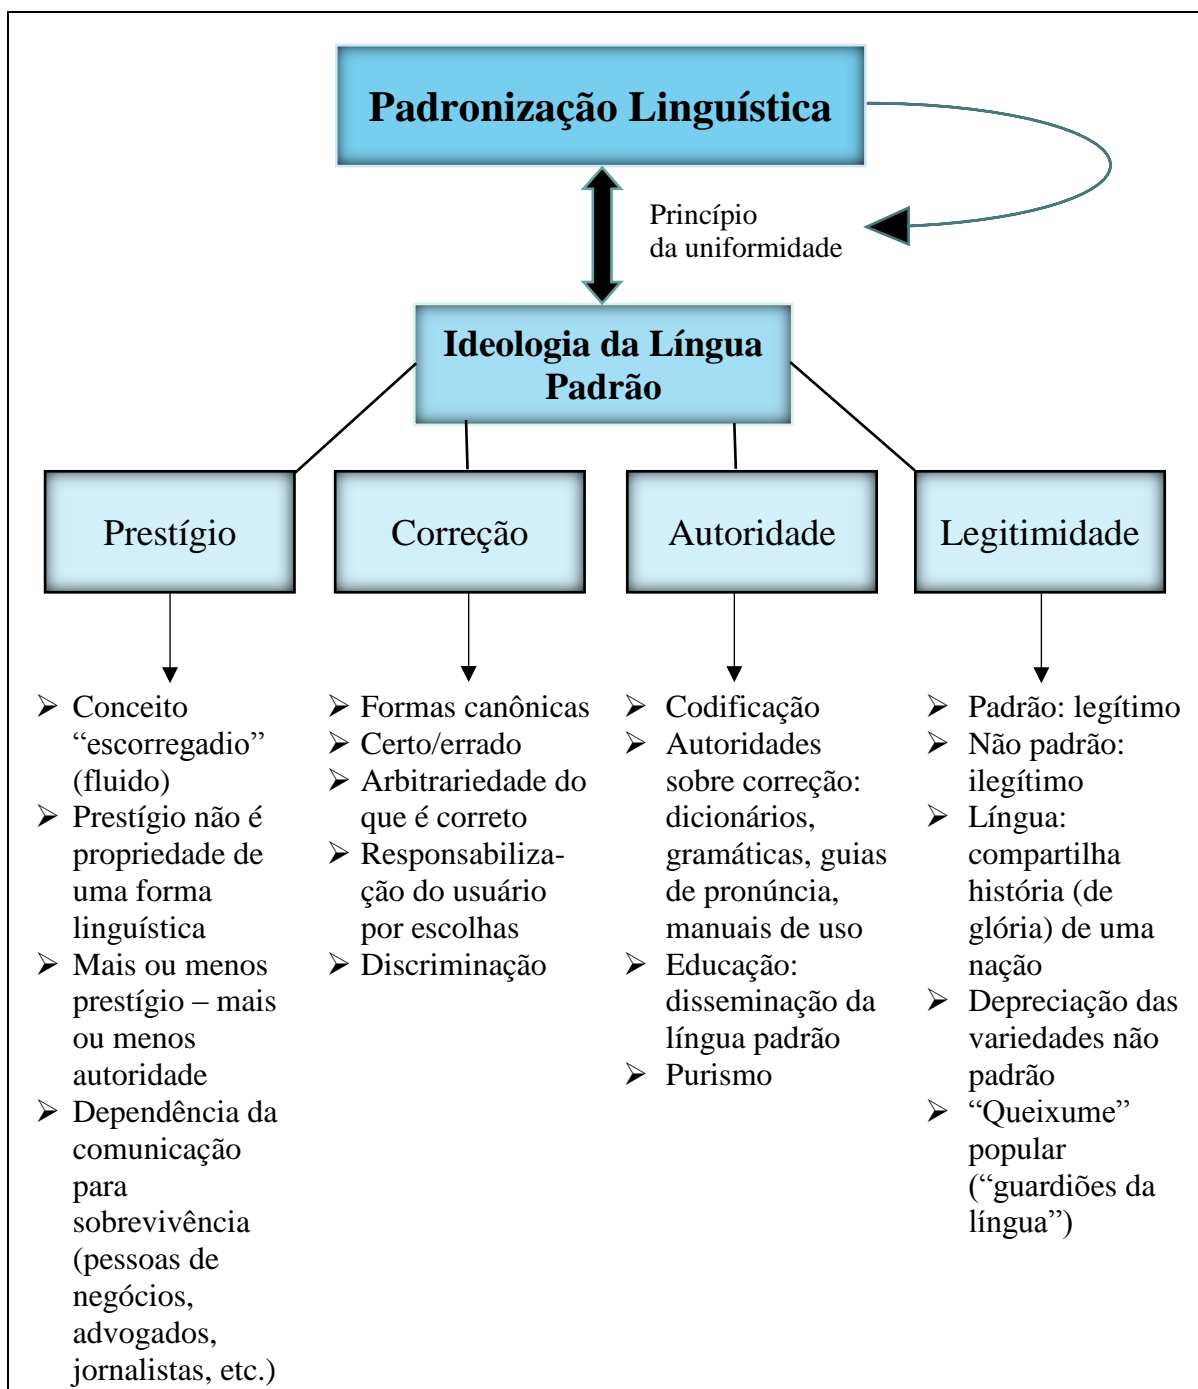 Padronização Linguística
Princípio
da uniformidade
Ideologia da Língua
Padrão
Prestígio
Correção
Autoridade
Legitimidade
➢ Conceito
“escorregadio”
(fluido)
➢ Prestígio não é
propriedade de
uma forma
linguística
➢ Mais ou menos
prestígio – mais
ou menos
autoridade
➢ Dependência da
comunicação
para
sobrevivência
(pessoas de
negócios,
advogados,
jornalistas, etc.)
➢ Formas canônicas
➢ Certo/errado
➢ Arbitrariedade do
que é correto
➢ Responsabiliza-
ção do usuário
por escolhas
➢ Discriminação
➢ Codificação
➢ Autoridades
sobre correção:
dicionários,
gramáticas, guias
de pronúncia,
manuais de uso
➢ Educação:
disseminação da
língua padrão
➢ Purismo
➢ Padrão: legítimo
➢ Não padrão:
ilegítimo
➢ Língua:
compartilha
história (de
glória) de uma
nação
➢ Depreciação das
variedades não
padrão
➢ “Queixume”
popular
(“guardiões da
língua”)